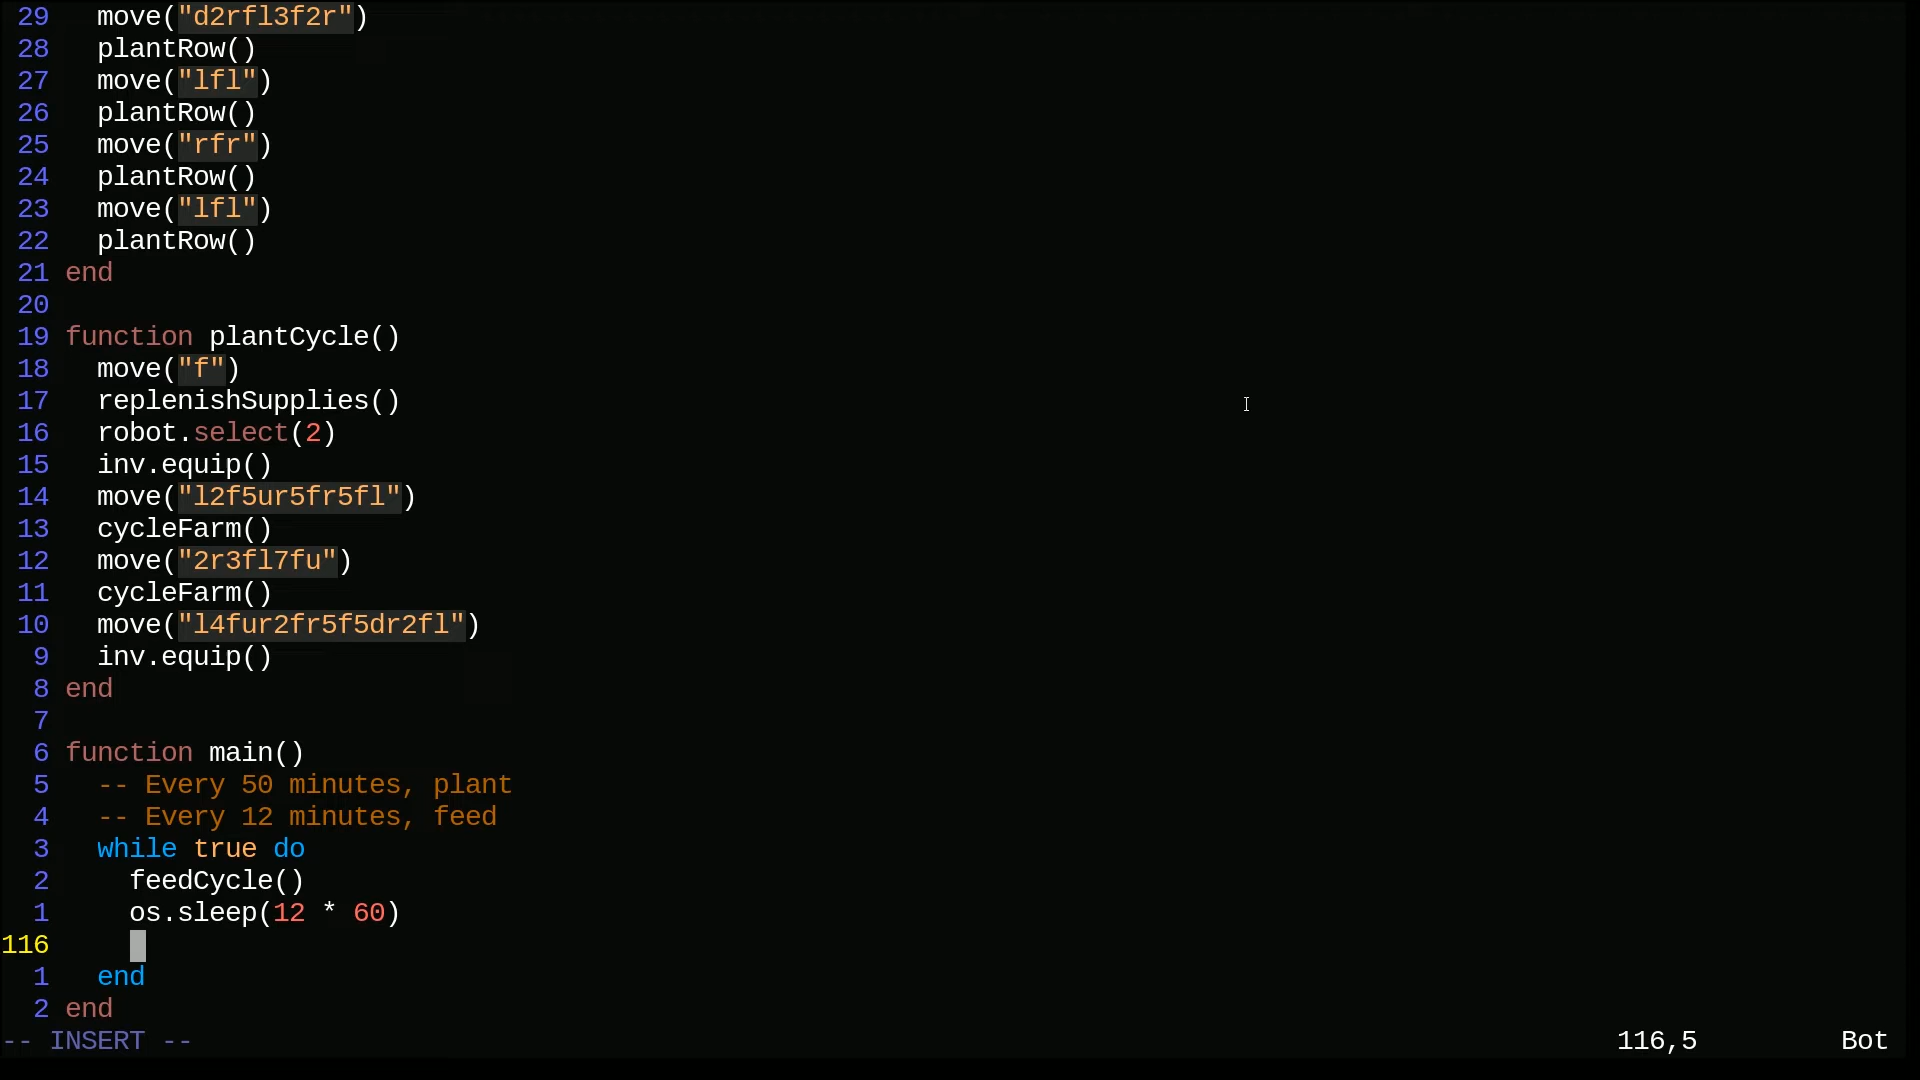 29   move("d2rfl3f2r")
28   plantRow()
27   move("lfl")
26   plantRow()
25   move("rfr")
24   plantRow()
23   move("lfl")
22   plantRow()
21 end
20
19 function plantCycle()
18   move("f")
17   replenishSupplies()
16   robot.select(2)
15   inv.equip()
14   move("l2f5ur5fr5fl")
13   cycleFarm()
12   move("2r3fl7fu")
11   cycleFarm()
10   move("l4fur2fr5f5dr2fl")
9   inv.equip()
8 end
7
6 function main()
5   -- Every 50 minutes, plant
4   -- Every 12 minutes, feed
3   while true do
2     feedCycle()
1     os.sleep(12 * 60)
116
1   end
2 end
-- INSERT -- 116,5 Bot